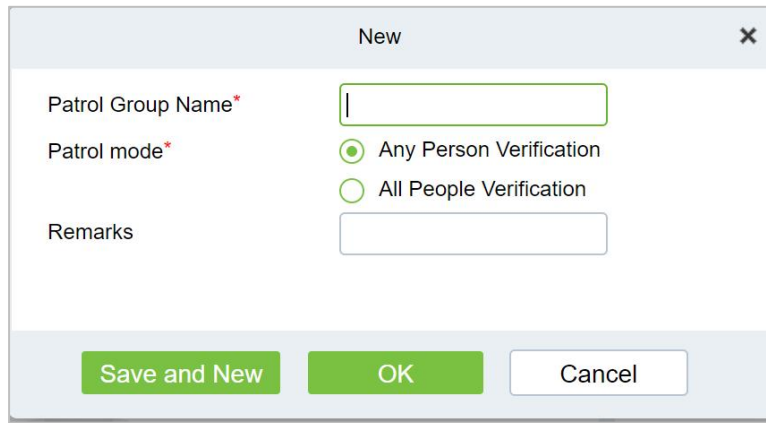 New
Patrol Group Name*
Patrol mode*
Any Person Verification
All People Verification
Remarks
Save and New
OK
Cancel